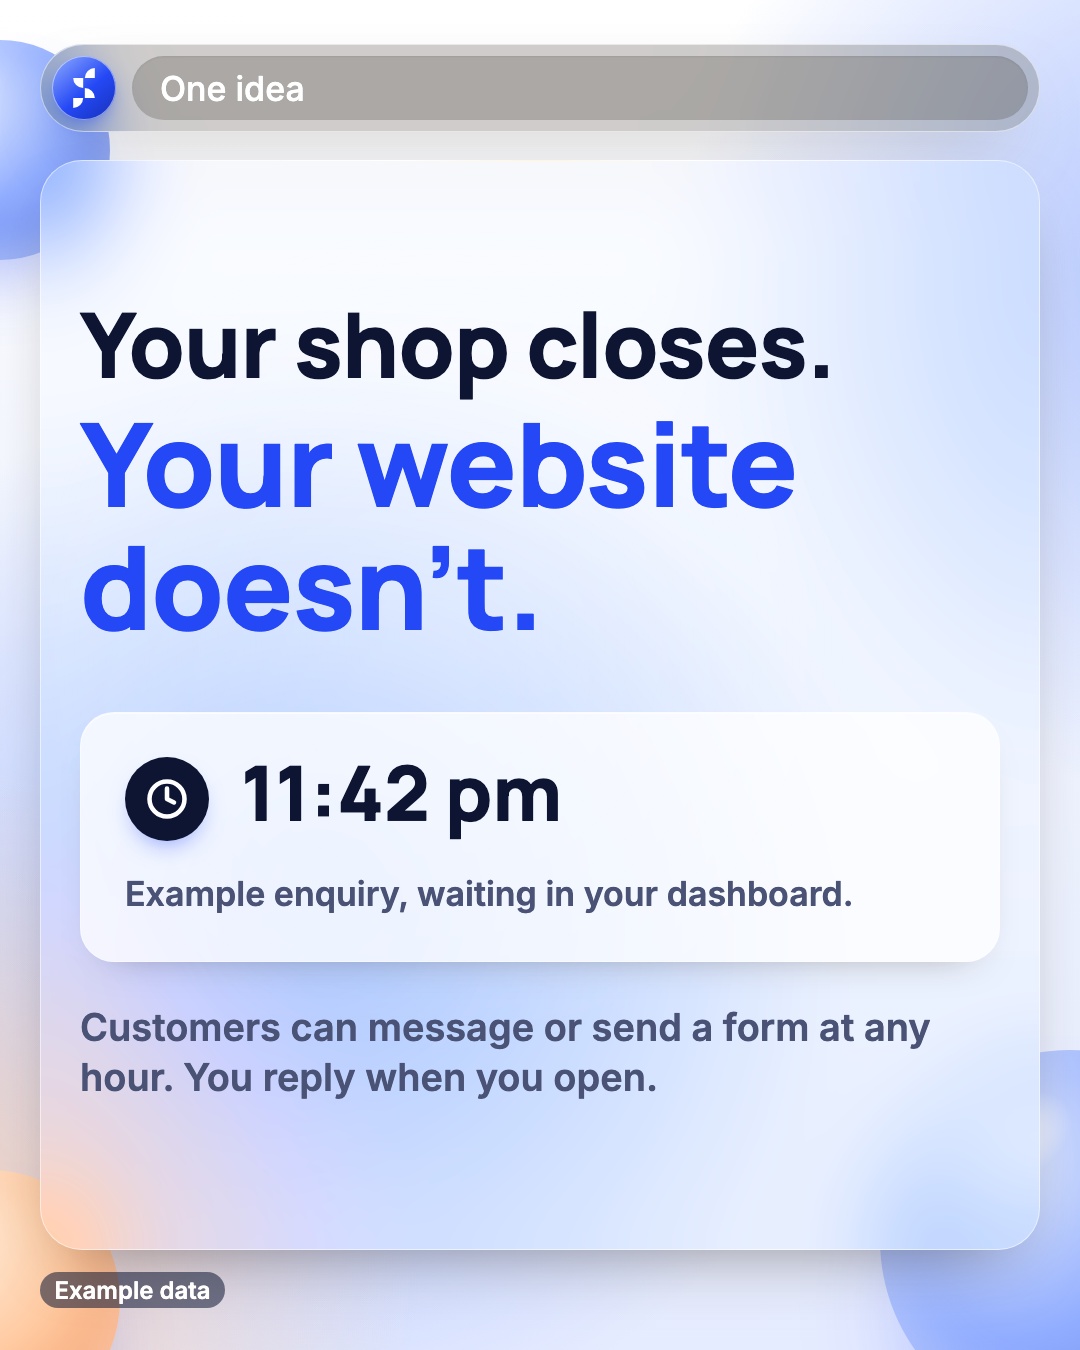 One idea
Your shop closes.
Your website
doesn’t.
11:42 pm
Example enquiry, waiting in your dashboard.
Customers can message or send a form at any
hour. You reply when you open.
Example data